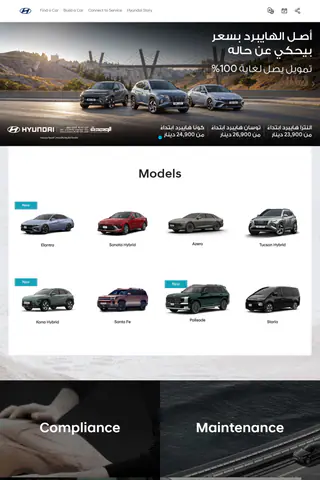 Find a Car   Build a Car   Connect to Service   Hyundai Story
أصل الهايبرد بسعر
بيحكي عن حاله
تمويل يصل لغاية 100%
HYUNDAI
الوحدة
إلنترا هايبرد ابتداءً
من 23,900 دينار
توسان هايبرد ابتداءً
من 26,900 دينار
كونا هايبرد ابتداءً
من 24,900 دينار
Models
New
Elantra
Sonata Hybrid
Azera
Tucson Hybrid
New
New
Kona Hybrid
Santa Fe
Palisade
Staria
Compliance
Maintenance